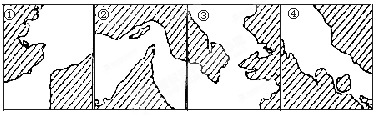 ① ② ③ ④